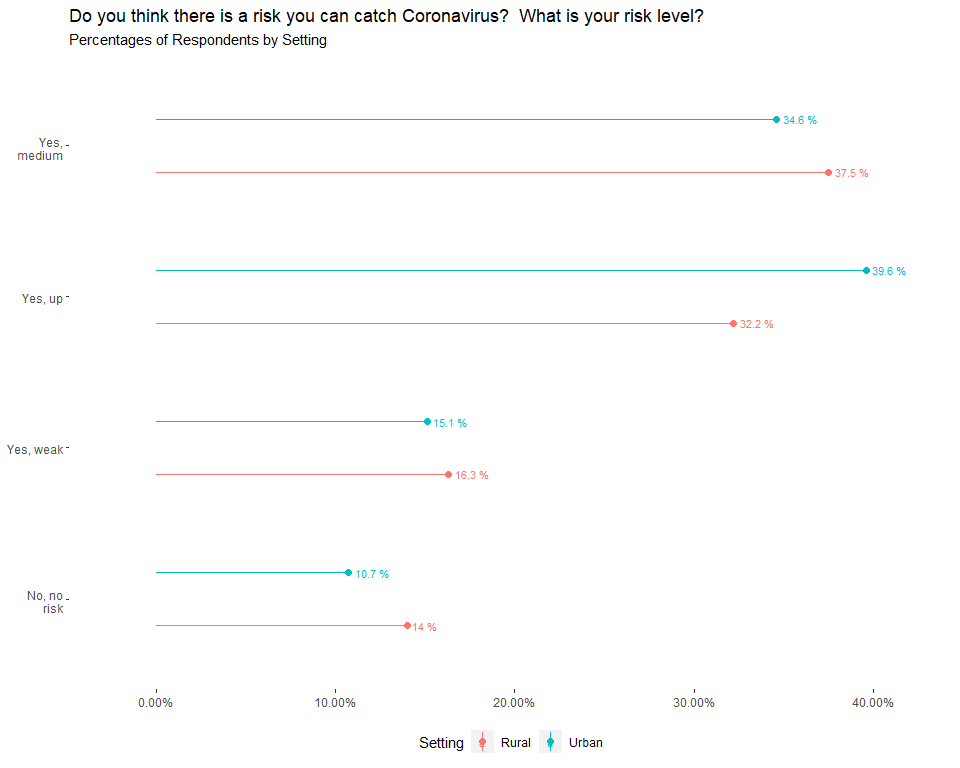 Do you think there is a risk you can catch Coronavirus?  What is your risk level?
Percentages of Respondents by Setting
34.6 %
Yes,
medium
37.5 %
39.6 %
Yes, up
32.2 %
15.1 %
Yes, weak
16.3 %
10.7 %
No, no
risk
14 %
0.00% 10.00% 20.00% 30.00% 40.00%
Setting Rural Urban